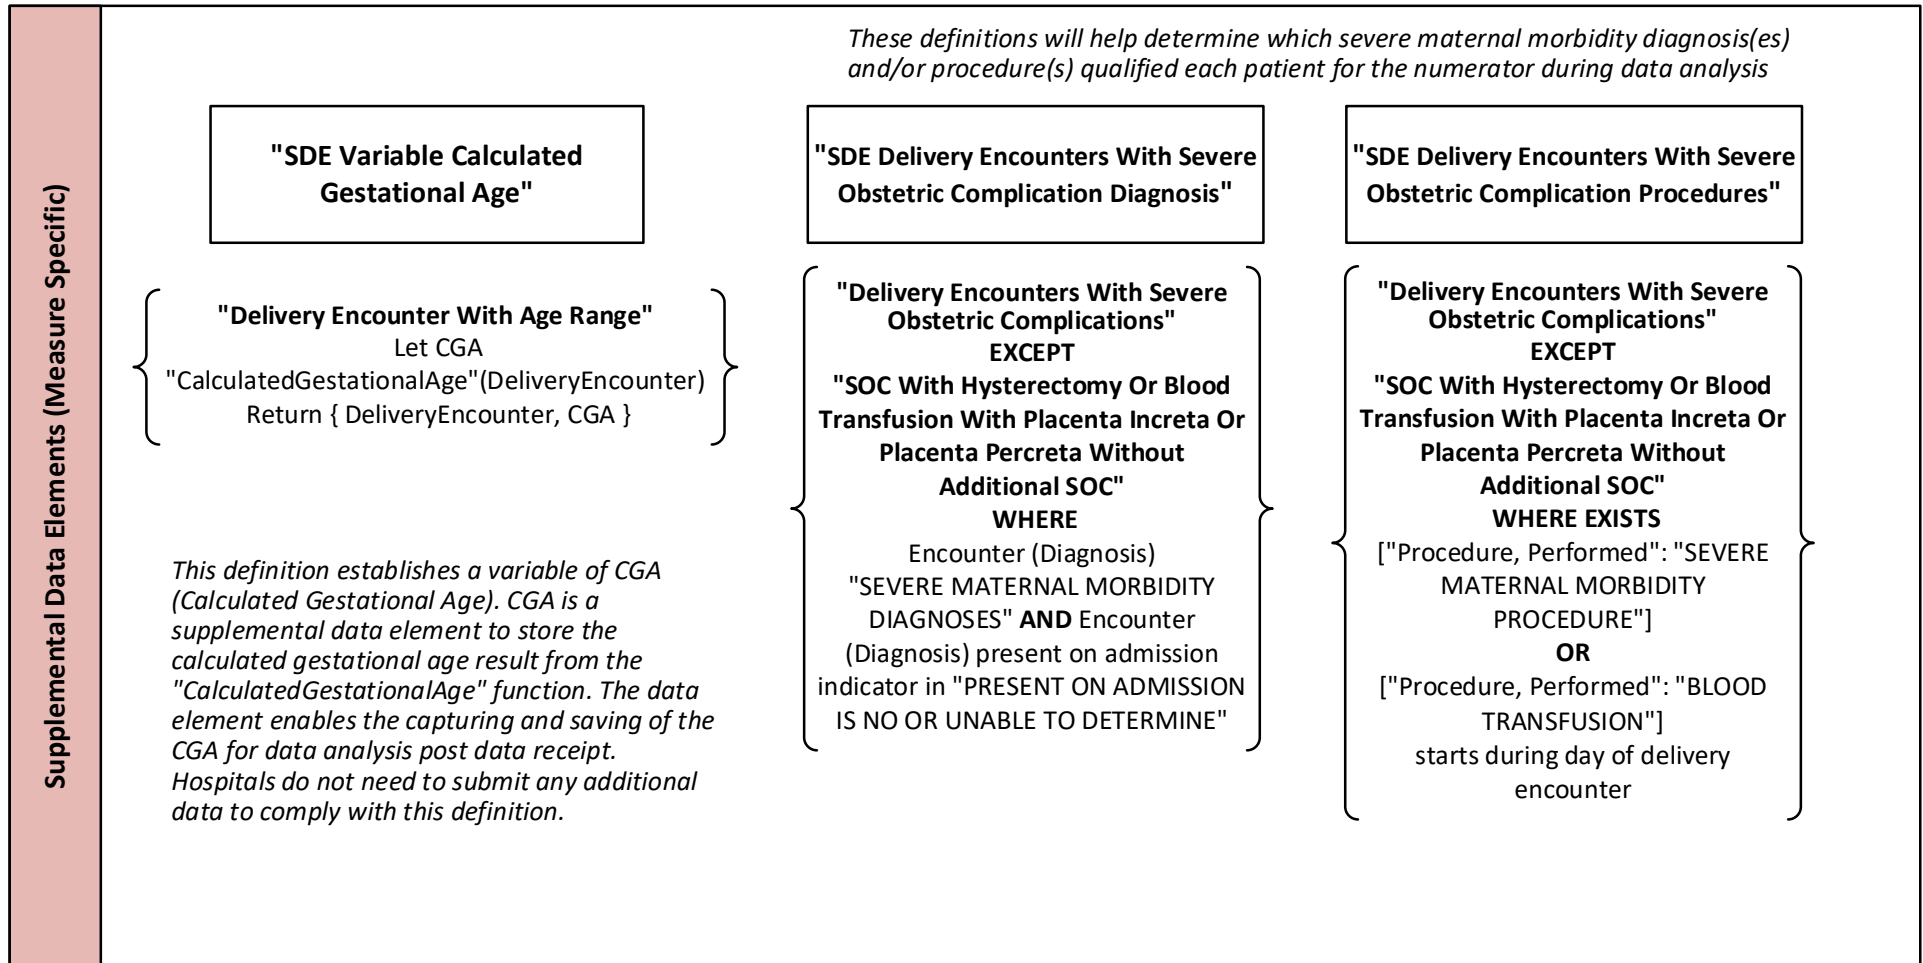 Supplemental Data Elements (Measure Specific)
These definitions will help determine which severe maternal morbidity diagnosis(es)
and/or procedure(s) qualified each patient for the numerator during data analysis
"SDE Variable Calculated
Gestational Age"
"Delivery Encounter With Age Range"
Let CGA
"CalculatedGestationalAge"(DeliveryEncounter)
Return { DeliveryEncounter, CGA }
This definition establishes a variable of CGA
(Calculated Gestational Age). CGA is a
supplemental data element to store the
calculated gestational age result from the
"CalculatedGestationalAge" function. The data
element enables the capturing and saving of the
CGA for data analysis post data receipt.
Hospitals do not need to submit any additional
data to comply with this definition.
"SDE Delivery Encounters With Severe
Obstetric Complication Diagnosis"
"Delivery Encounters With Severe
Obstetric Complications"
EXCEPT
"SOC With Hysterectomy Or Blood
Transfusion With Placenta Increta Or
Placenta Percreta Without
Additional SOC"
WHERE
Encounter (Diagnosis)
"SEVERE MATERNAL MORBIDITY
DIAGNOSES" AND Encounter
(Diagnosis) present on admission
indicator in "PRESENT ON ADMISSION
IS NO OR UNABLE TO DETERMINE"
"SDE Delivery Encounters With Severe
Obstetric Complication Procedures"
"Delivery Encounters With Severe
Obstetric Complications"
EXCEPT
"SOC With Hysterectomy Or Blood
Transfusion With Placenta Increta Or
Placenta Percreta Without
Additional SOC"
WHERE EXISTS
["Procedure, Performed": "SEVERE
MATERNAL MORBIDITY
PROCEDURE"]
OR
["Procedure, Performed": "BLOOD
TRANSFUSION"]
starts during day of delivery
encounter